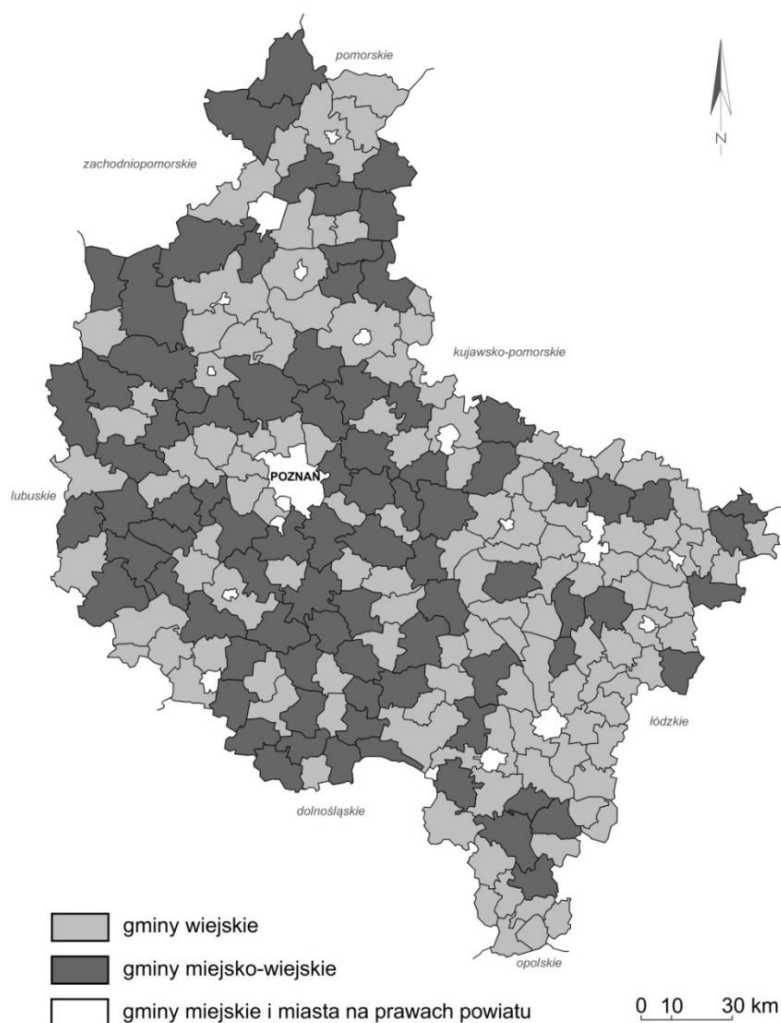 pomorskie
N
zachodniopomorskie
kujawsko-pomorskie
POZNAŃ
lubuskie
łódzkie
dolnośląskie
opolskie
gminy wiejskie
gminy miejsko-wiejskie
gminy miejskie i miasta na prawach powiatu
0 10 30 km